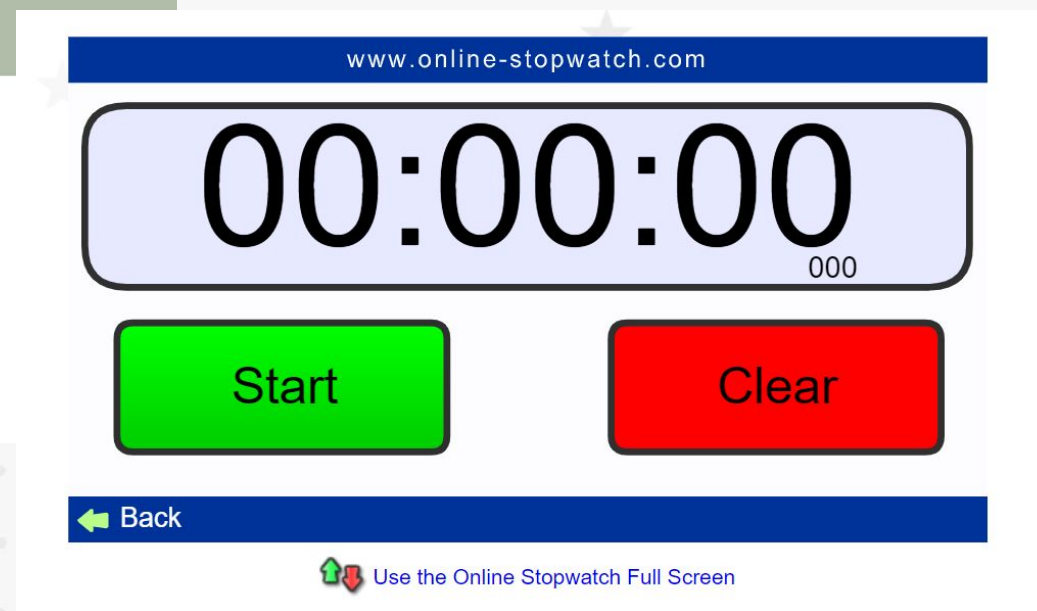 www.online-stopwatch.com
00:00:00
000
Start Clear
Back
Use the Online Stopwatch Full Screen